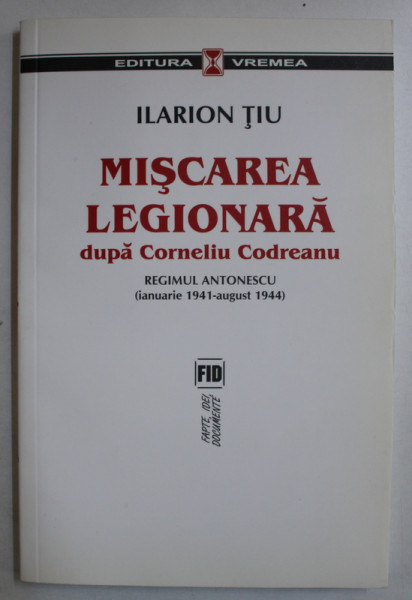 EDITURA VREMEA
ILARION ŢIU
MIŞCAREA
LEGIONARĂ
după Corneliu Codreanu
REGIMUL ANTONESCU
(ianuarie 1941-august 1944)
FID
FAPTE, IDEI,
DOCUMENTE